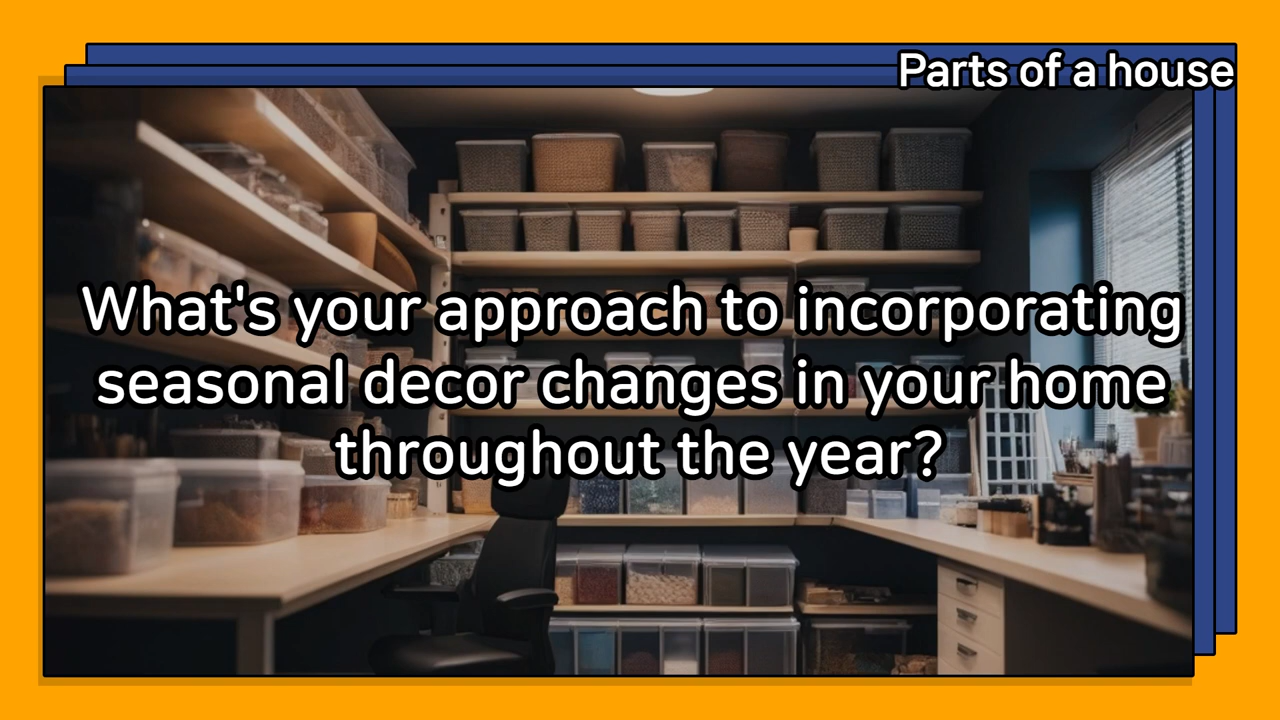 Parts of a house
What's your approach to incorporating
seasonal decor changes in your home
throughout the year?